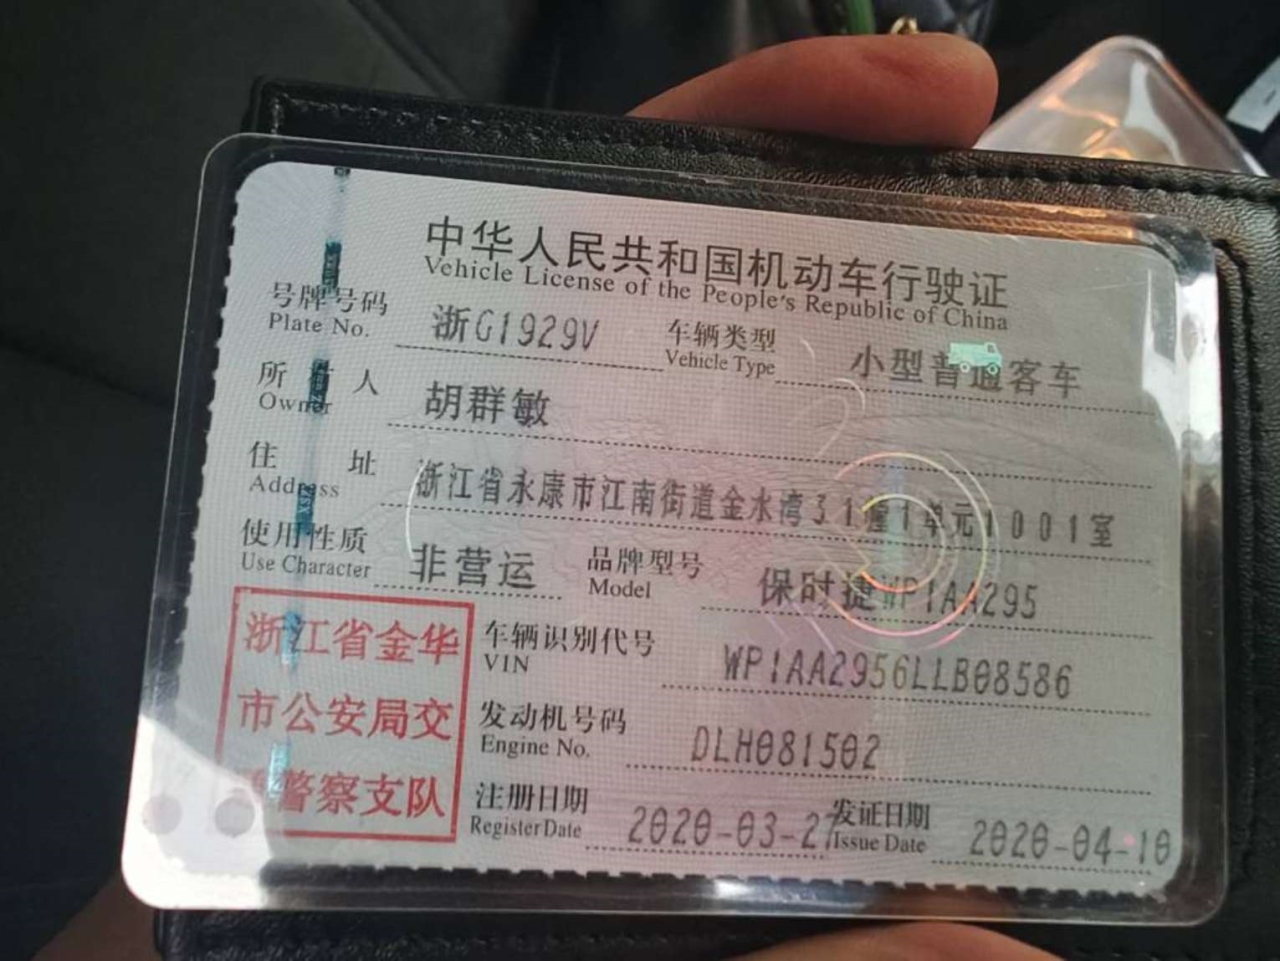 中华人民共和国机动车行驶证
Vehicle License of the People's Republic of China
号牌号码 浙G1929V 车辆类型 小型普通客车
Plate No. Vehicle Type
所 人 胡群敏
Owner
住 址 浙江省永康市江南街道金水湾31幢1单元1001室
Address
使用性质 非营运 品牌型号 保时捷WP1AA295
Use Character Model
浙江省金华
市公安局交
警察支队
车辆识别代号 WP1AA2956LLB08586
VIN
发动机号码 DLH081502
Engine No.
注册日期 2020-03-27 发证日期 2020-04-10
Register Date Issue Date